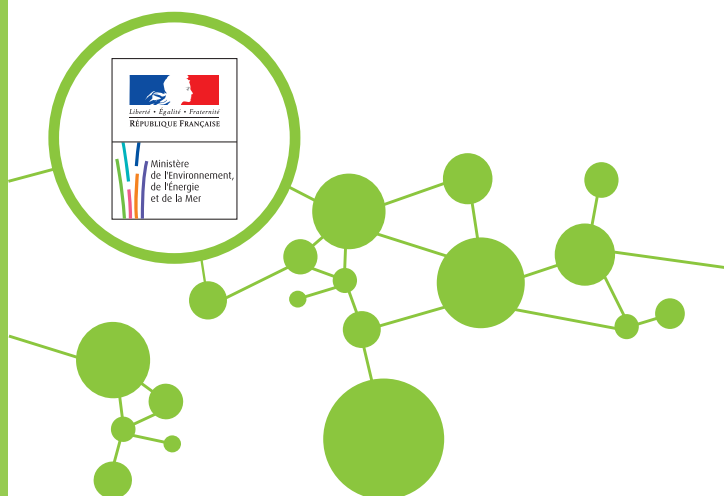 Liberté • Égalité • Fraternité
RÉPUBLIQUE FRANÇAISE
Ministère
de l'Environnement,
de l'Énergie
et de la Mer